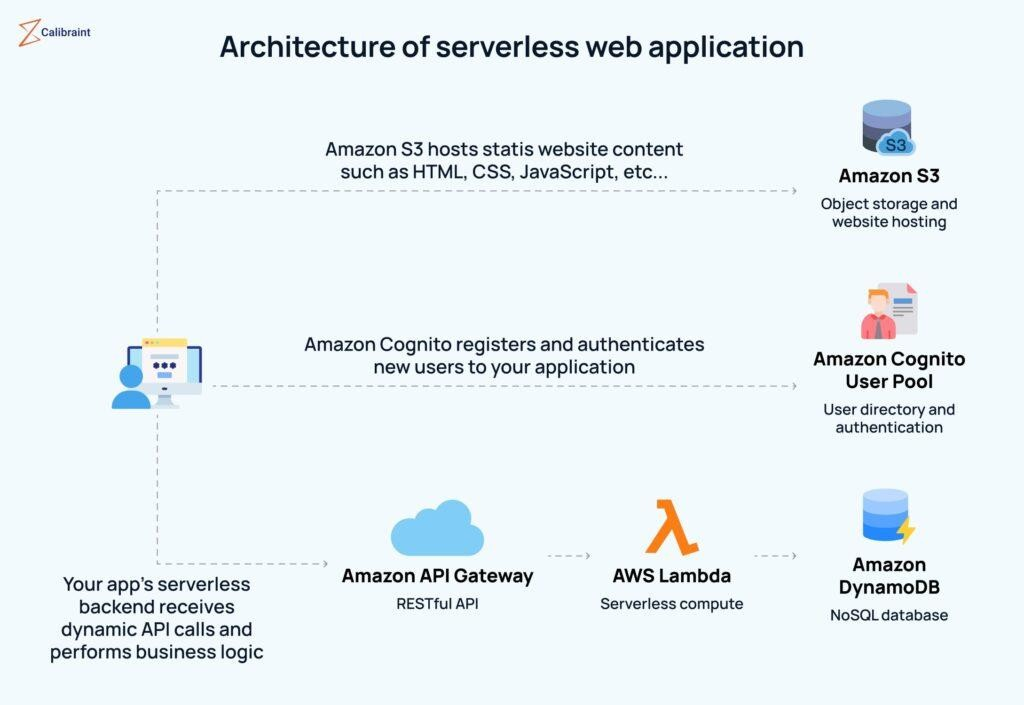 Calibraint
Architecture of serverless web application
Amazon S3 hosts statis website content
such as HTML, CSS, JavaScript, etc...
S3
Amazon S3
Object storage and
website hosting
Amazon Cognito registers and authenticates
new users to your application
***
Amazon Cognito
User Pool
User directory and
authentication
Your app's serverless
backend receives
dynamic API calls and
performs business logic
Amazon API Gateway
RESTful API
AWS Lambda
Serverless compute
Amazon
DynamoDB
NoSQL database